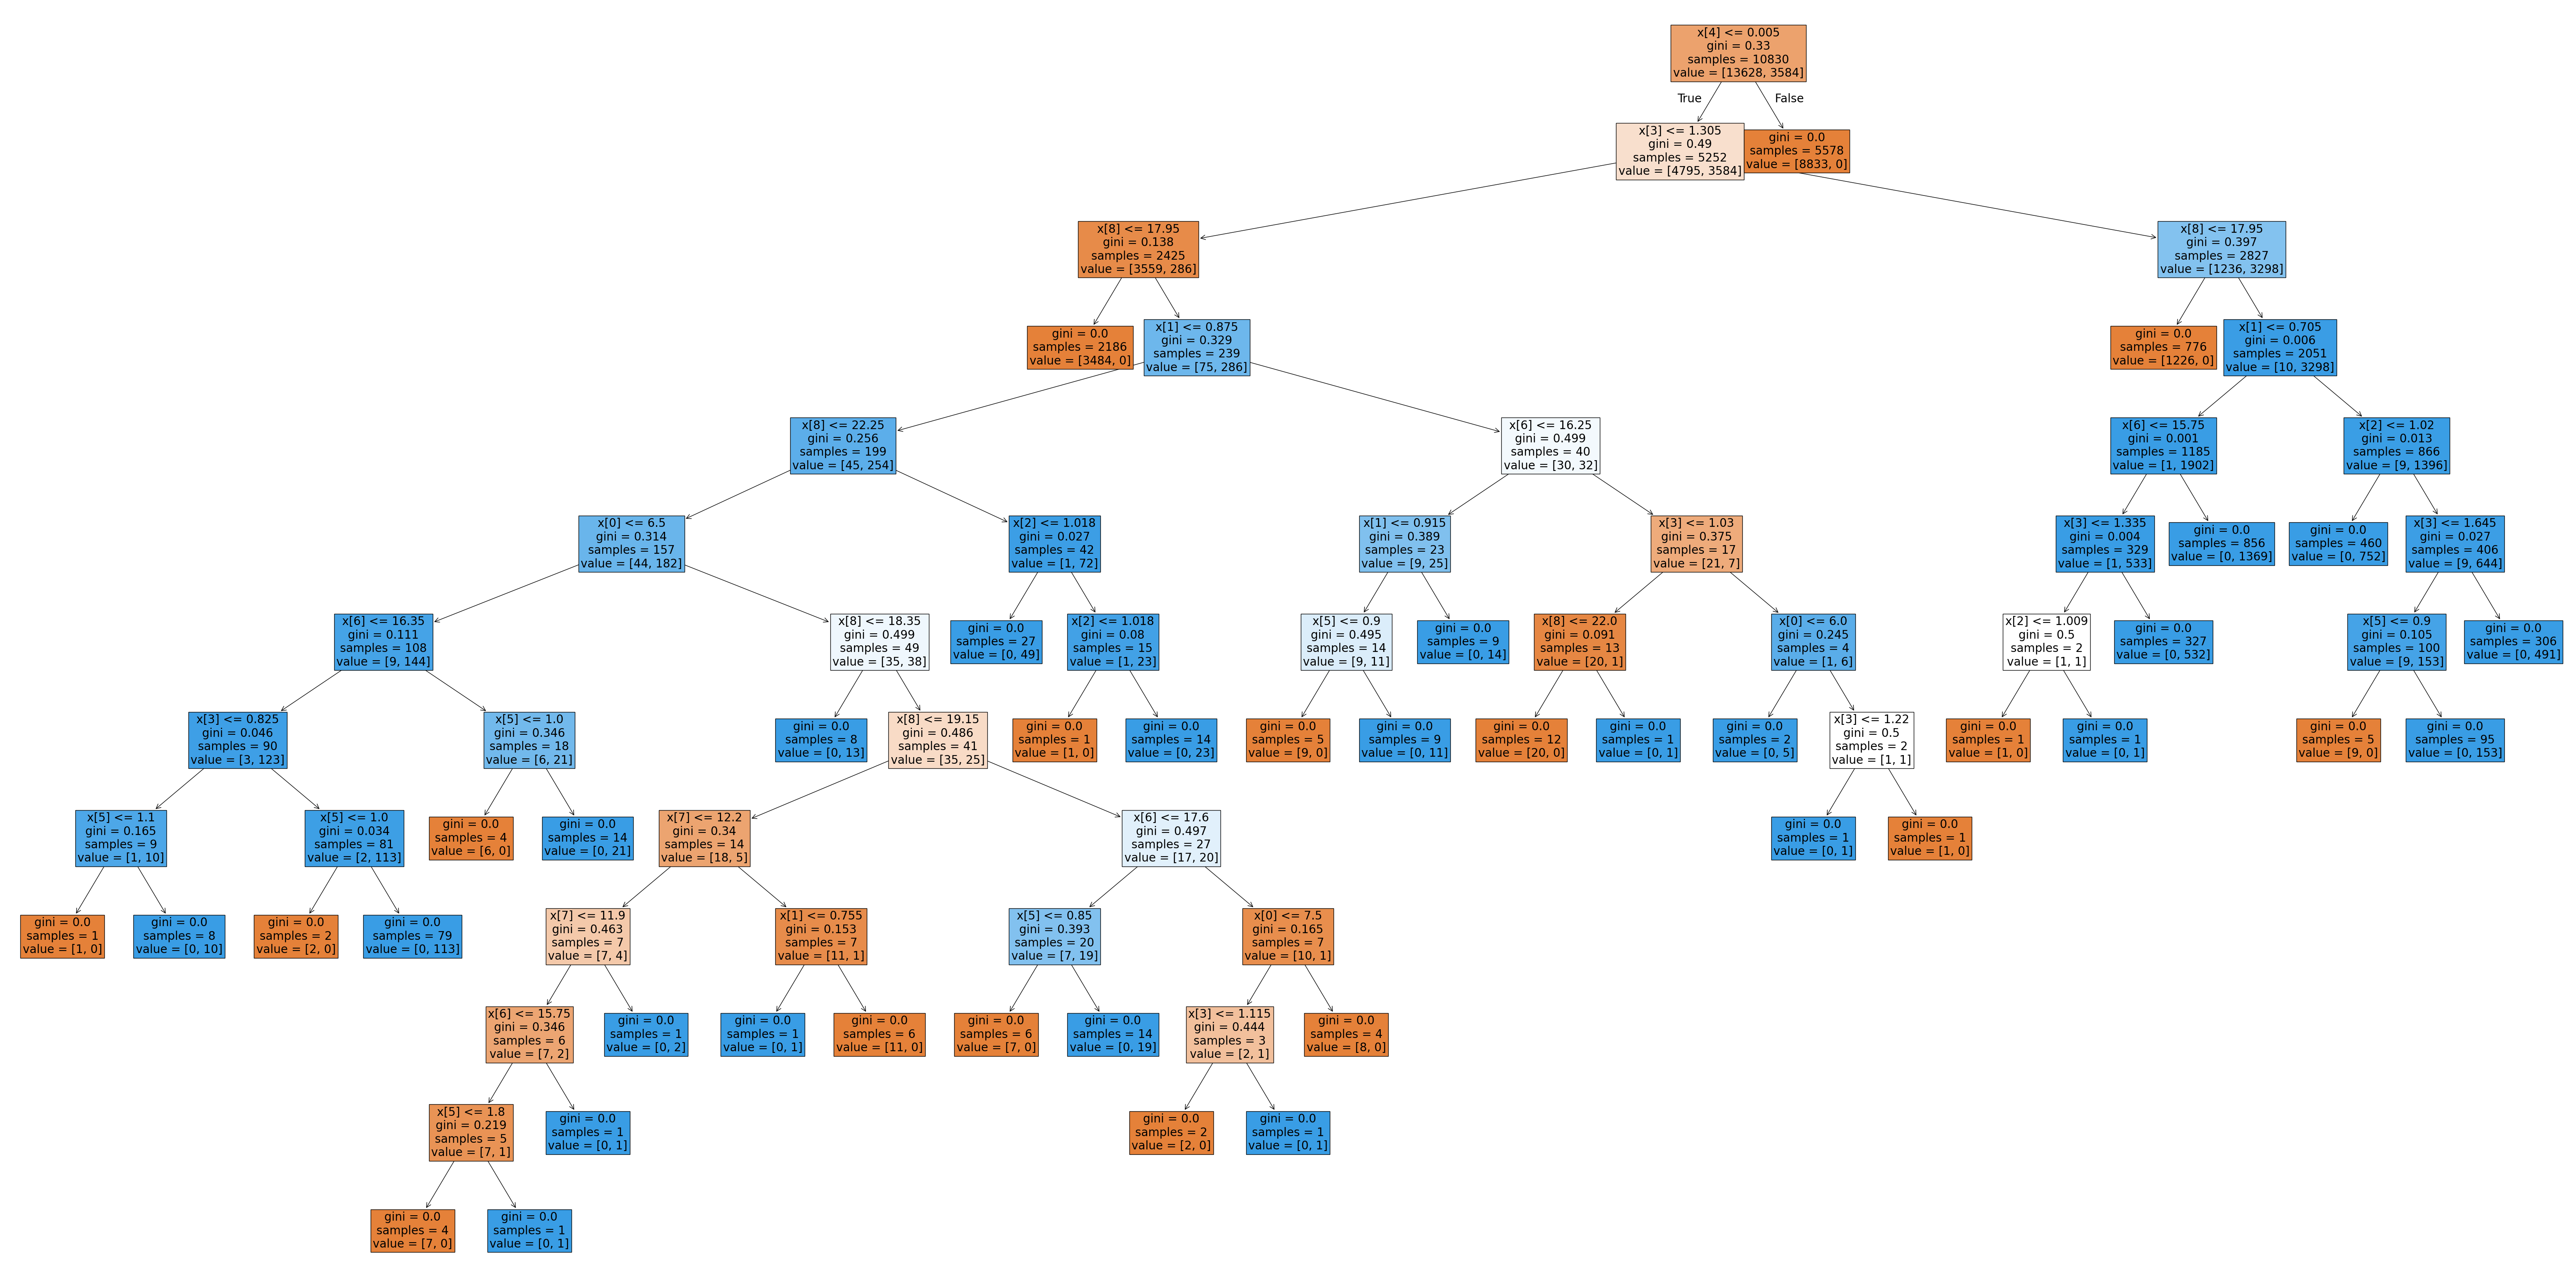 x[4] <= 0.005
gini = 0.33
samples = 10830
value = [13628, 3584]
True
False
x[3] <= 1.305
gini = 0.49
samples = 5252
value = [4795, 3584]
gini = 0.0
samples = 5578
value = [8833, 0]
x[8] <= 17.95
gini = 0.138
samples = 2425
value = [3559, 286]
x[8] <= 17.95
gini = 0.397
samples = 2827
value = [1236, 3298]
gini = 0.0
samples = 2186
value = [3484, 0]
x[1] <= 0.875
gini = 0.329
samples = 239
value = [75, 286]
gini = 0.0
samples = 776
value = [1226, 0]
x[1] <= 0.705
gini = 0.006
samples = 2051
value = [10, 3298]
x[8] <= 22.25
gini = 0.256
samples = 199
value = [45, 254]
x[6] <= 16.25
gini = 0.499
samples = 40
value = [30, 32]
x[6] <= 15.75
gini = 0.001
samples = 1185
value = [1, 1902]
x[2] <= 1.02
gini = 0.013
samples = 866
value = [9, 1396]
x[0] <= 6.5
gini = 0.314
samples = 157
value = [44, 182]
x[2] <= 1.018
gini = 0.027
samples = 42
value = [1, 72]
x[1] <= 0.915
gini = 0.389
samples = 23
value = [9, 25]
x[3] <= 1.03
gini = 0.375
samples = 17
value = [21, 7]
x[3] <= 1.335
gini = 0.004
samples = 329
value = [1, 533]
gini = 0.0
samples = 856
value = [0, 1369]
gini = 0.0
samples = 460
value = [0, 752]
x[3] <= 1.645
gini = 0.027
samples = 406
value = [9, 644]
x[6] <= 16.35
gini = 0.111
samples = 108
value = [9, 144]
x[8] <= 18.35
gini = 0.499
samples = 49
value = [35, 38]
gini = 0.0
samples = 27
value = [0, 49]
x[2] <= 1.018
gini = 0.08
samples = 15
value = [1, 23]
x[5] <= 0.9
gini = 0.495
samples = 14
value = [9, 11]
gini = 0.0
samples = 9
value = [0, 14]
x[8] <= 22.0
gini = 0.091
samples = 13
value = [20, 1]
x[0] <= 6.0
gini = 0.245
samples = 4
value = [1, 6]
x[2] <= 1.009
gini = 0.5
samples = 2
value = [1, 1]
gini = 0.0
samples = 327
value = [0, 532]
x[5] <= 0.9
gini = 0.105
samples = 100
value = [9, 153]
gini = 0.0
samples = 306
value = [0, 491]
x[3] <= 0.825
gini = 0.046
samples = 90
value = [3, 123]
x[5] <= 1.0
gini = 0.346
samples = 18
value = [6, 21]
gini = 0.0
samples = 8
value = [0, 13]
x[8] <= 19.15
gini = 0.486
samples = 41
value = [35, 25]
gini = 0.0
samples = 1
value = [1, 0]
gini = 0.0
samples = 14
value = [0, 23]
gini = 0.0
samples = 5
value = [9, 0]
gini = 0.0
samples = 9
value = [0, 11]
gini = 0.0
samples = 12
value = [20, 0]
gini = 0.0
samples = 1
value = [0, 1]
gini = 0.0
samples = 2
value = [0, 5]
x[3] <= 1.22
gini = 0.5
samples = 2
value = [1, 1]
gini = 0.0
samples = 1
value = [1, 0]
gini = 0.0
samples = 1
value = [0, 1]
gini = 0.0
samples = 5
value = [9, 0]
gini = 0.0
samples = 95
value = [0, 153]
x[5] <= 1.1
gini = 0.165
samples = 9
value = [1, 10]
x[5] <= 1.0
gini = 0.034
samples = 81
value = [2, 113]
gini = 0.0
samples = 4
value = [6, 0]
gini = 0.0
samples = 14
value = [0, 21]
x[7] <= 12.2
gini = 0.34
samples = 14
value = [18, 5]
x[6] <= 17.6
gini = 0.497
samples = 27
value = [17, 20]
gini = 0.0
samples = 1
value = [0, 1]
gini = 0.0
samples = 1
value = [1, 0]
gini = 0.0
samples = 1
value = [1, 0]
gini = 0.0
samples = 8
value = [0, 10]
gini = 0.0
samples = 2
value = [2, 0]
gini = 0.0
samples = 79
value = [0, 113]
x[7] <= 11.9
gini = 0.463
samples = 7
value = [7, 4]
x[1] <= 0.755
gini = 0.153
samples = 7
value = [11, 1]
x[5] <= 0.85
gini = 0.393
samples = 20
value = [7, 19]
x[0] <= 7.5
gini = 0.165
samples = 7
value = [10, 1]
x[6] <= 15.75
gini = 0.346
samples = 6
value = [7, 2]
gini = 0.0
samples = 1
value = [0, 2]
gini = 0.0
samples = 1
value = [0, 1]
gini = 0.0
samples = 6
value = [11, 0]
gini = 0.0
samples = 6
value = [7, 0]
gini = 0.0
samples = 14
value = [0, 19]
x[3] <= 1.115
gini = 0.444
samples = 3
value = [2, 1]
gini = 0.0
samples = 4
value = [8, 0]
x[5] <= 1.8
gini = 0.219
samples = 5
value = [7, 1]
gini = 0.0
samples = 1
value = [0, 1]
gini = 0.0
samples = 2
value = [2, 0]
gini = 0.0
samples = 1
value = [0, 1]
gini = 0.0
samples = 4
value = [7, 0]
gini = 0.0
samples = 1
value = [0, 1]